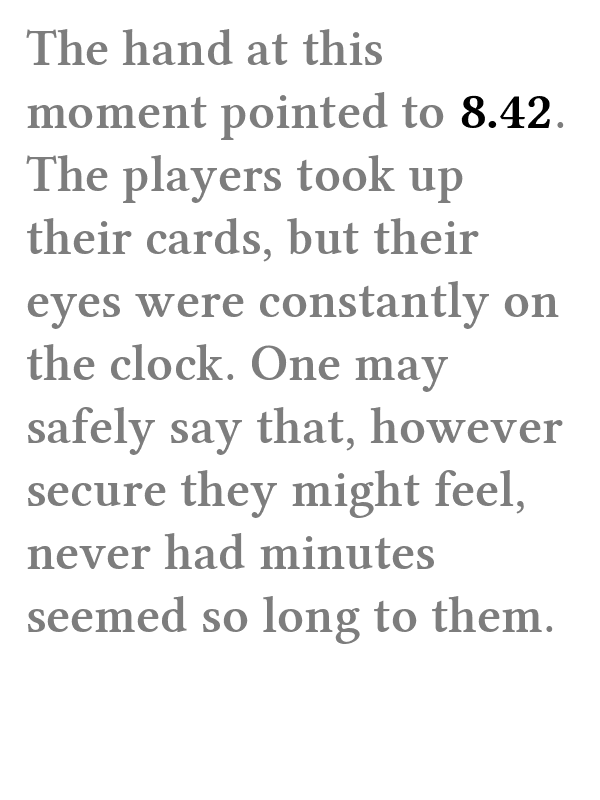 The hand at this
moment pointed to 8.42.
The players took up
their cards, but their
eyes were constantly on
the clock. One may
safely say that, however
secure they might feel,
never had minutes
seemed so long to them.